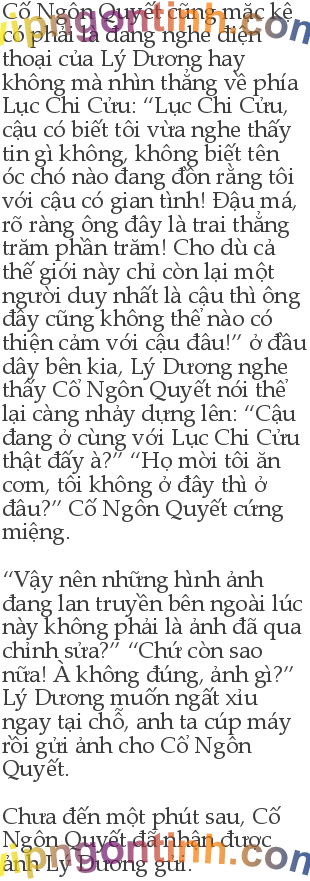 Cố Ngôn Quyết cũng mặc kệ
có phải là đang nghe điện
thoại của Lý Dương hay
không mà nhìn thẳng về phía
Lục Chi Cửu: “Lục Chi Cửu,
cậu có biết tôi vừa nghe thấy
tin gì không, không biết tên
óc chó nào đang đồn rằng tôi
với cậu có gian tình! Đậu má,
rõ ràng ông đây là trai thẳng
trăm phần trăm! Cho dù cả
thế giới này chỉ còn lại một
người duy nhất là cậu thì ông
đây cũng không thể nào có
thiện cảm với cậu đâu!” ở đầu
dây bên kia, Lý Dương nghe
thấy Cổ Ngôn Quyết nói thể
lại càng nhảy dựng lên: “Cậu
đang ở cùng với Lục Chi Cửu
thật đấy à?” “Họ mời tôi ăn
cơm, tôi không ở đây thì ở
đâu?” Cố Ngôn Quyết cứng
miệng.
“Vậy nên những hình ảnh
đang lan truyền bên ngoài lúc
này không phải là ảnh đã qua
chỉnh sửa?” “Chứ còn sao
nữa! À không đúng, ảnh gì?”
Lý Dương muốn ngất xỉu
ngay tại chỗ, anh ta cúp máy
rồi gửi ảnh cho Cổ Ngôn
Quyết.
Chưa đến một phút sau, Cố
Ngôn Quyết đã nhận được
ảnh Lý Dương gửi.
vipngontinh.com
vipngontinh.com